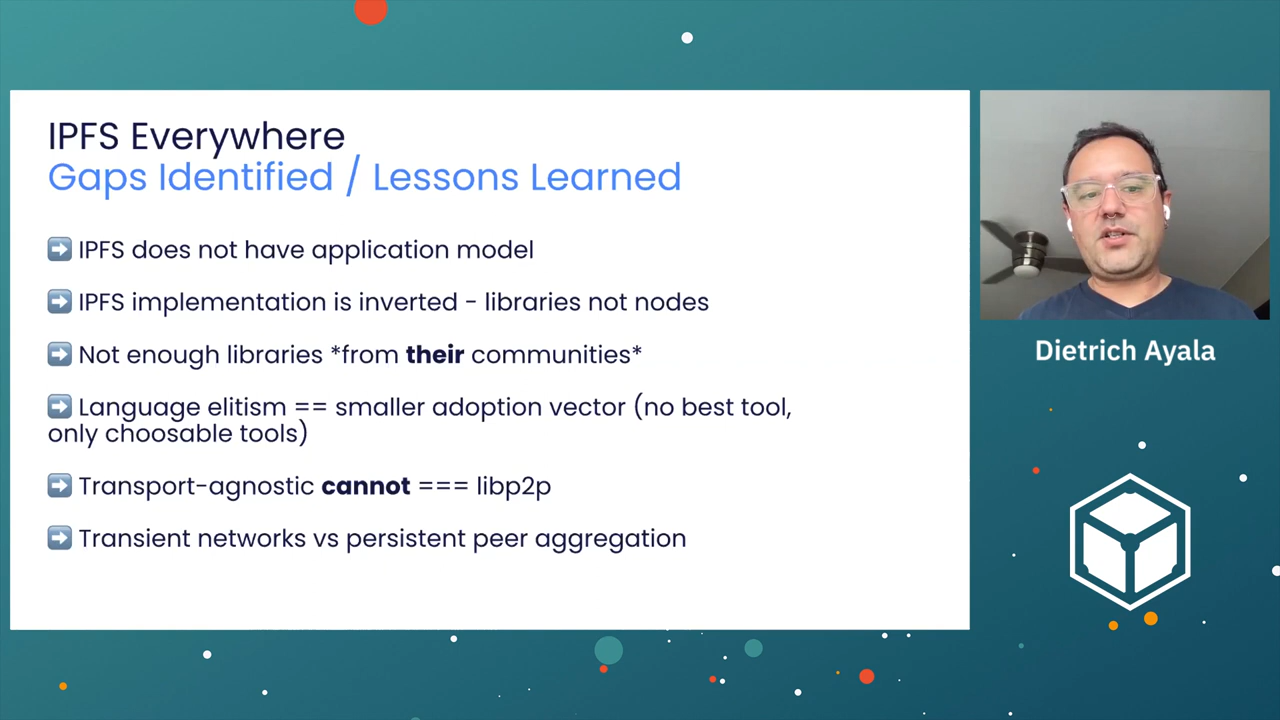 IPFS Everywhere
Gaps Identified / Lessons Learned
➡️ IPFS does not have application model
➡️ IPFS implementation is inverted - libraries not nodes
➡️ Not enough libraries *from their communities*
➡️ Language elitism == smaller adoption vector (no best tool,
only choosable tools)
➡️ Transport-agnostic cannot === libp2p
➡️ Transient networks vs persistent peer aggregation
Dietrich Ayala